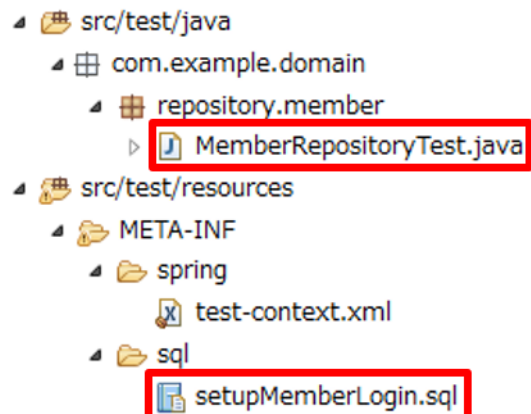 src/test/java
com.example.domain
repository.member
MemberRepositoryTest.java
src/test/resources
META-INF
spring
test-context.xml
sql
setupMemberLogin.sql